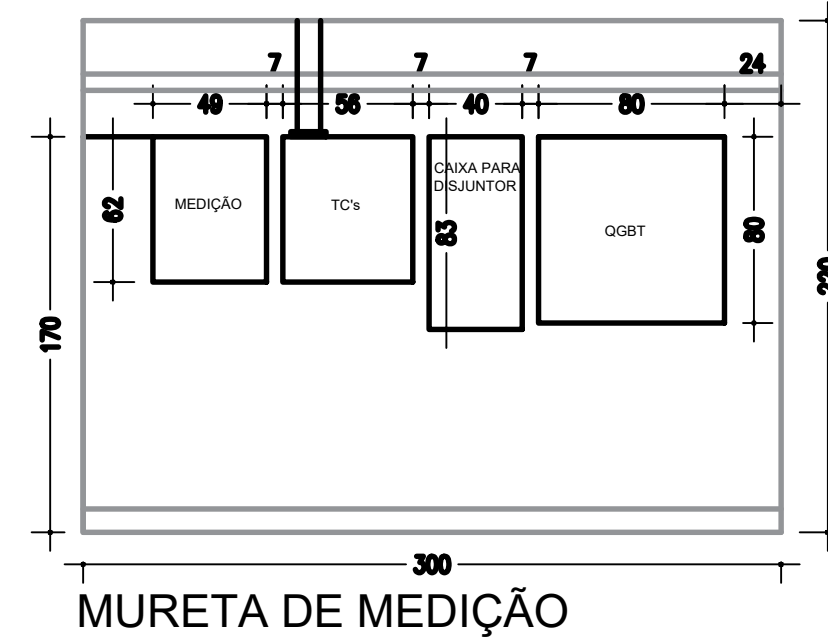 7 7 7 24
49 56 40 80
MEDIÇÃO
TC's
CAIXA PARA
DISJUNTOR
QGBT
62
83
80
170
220
300
MURETA DE MEDIÇÃO